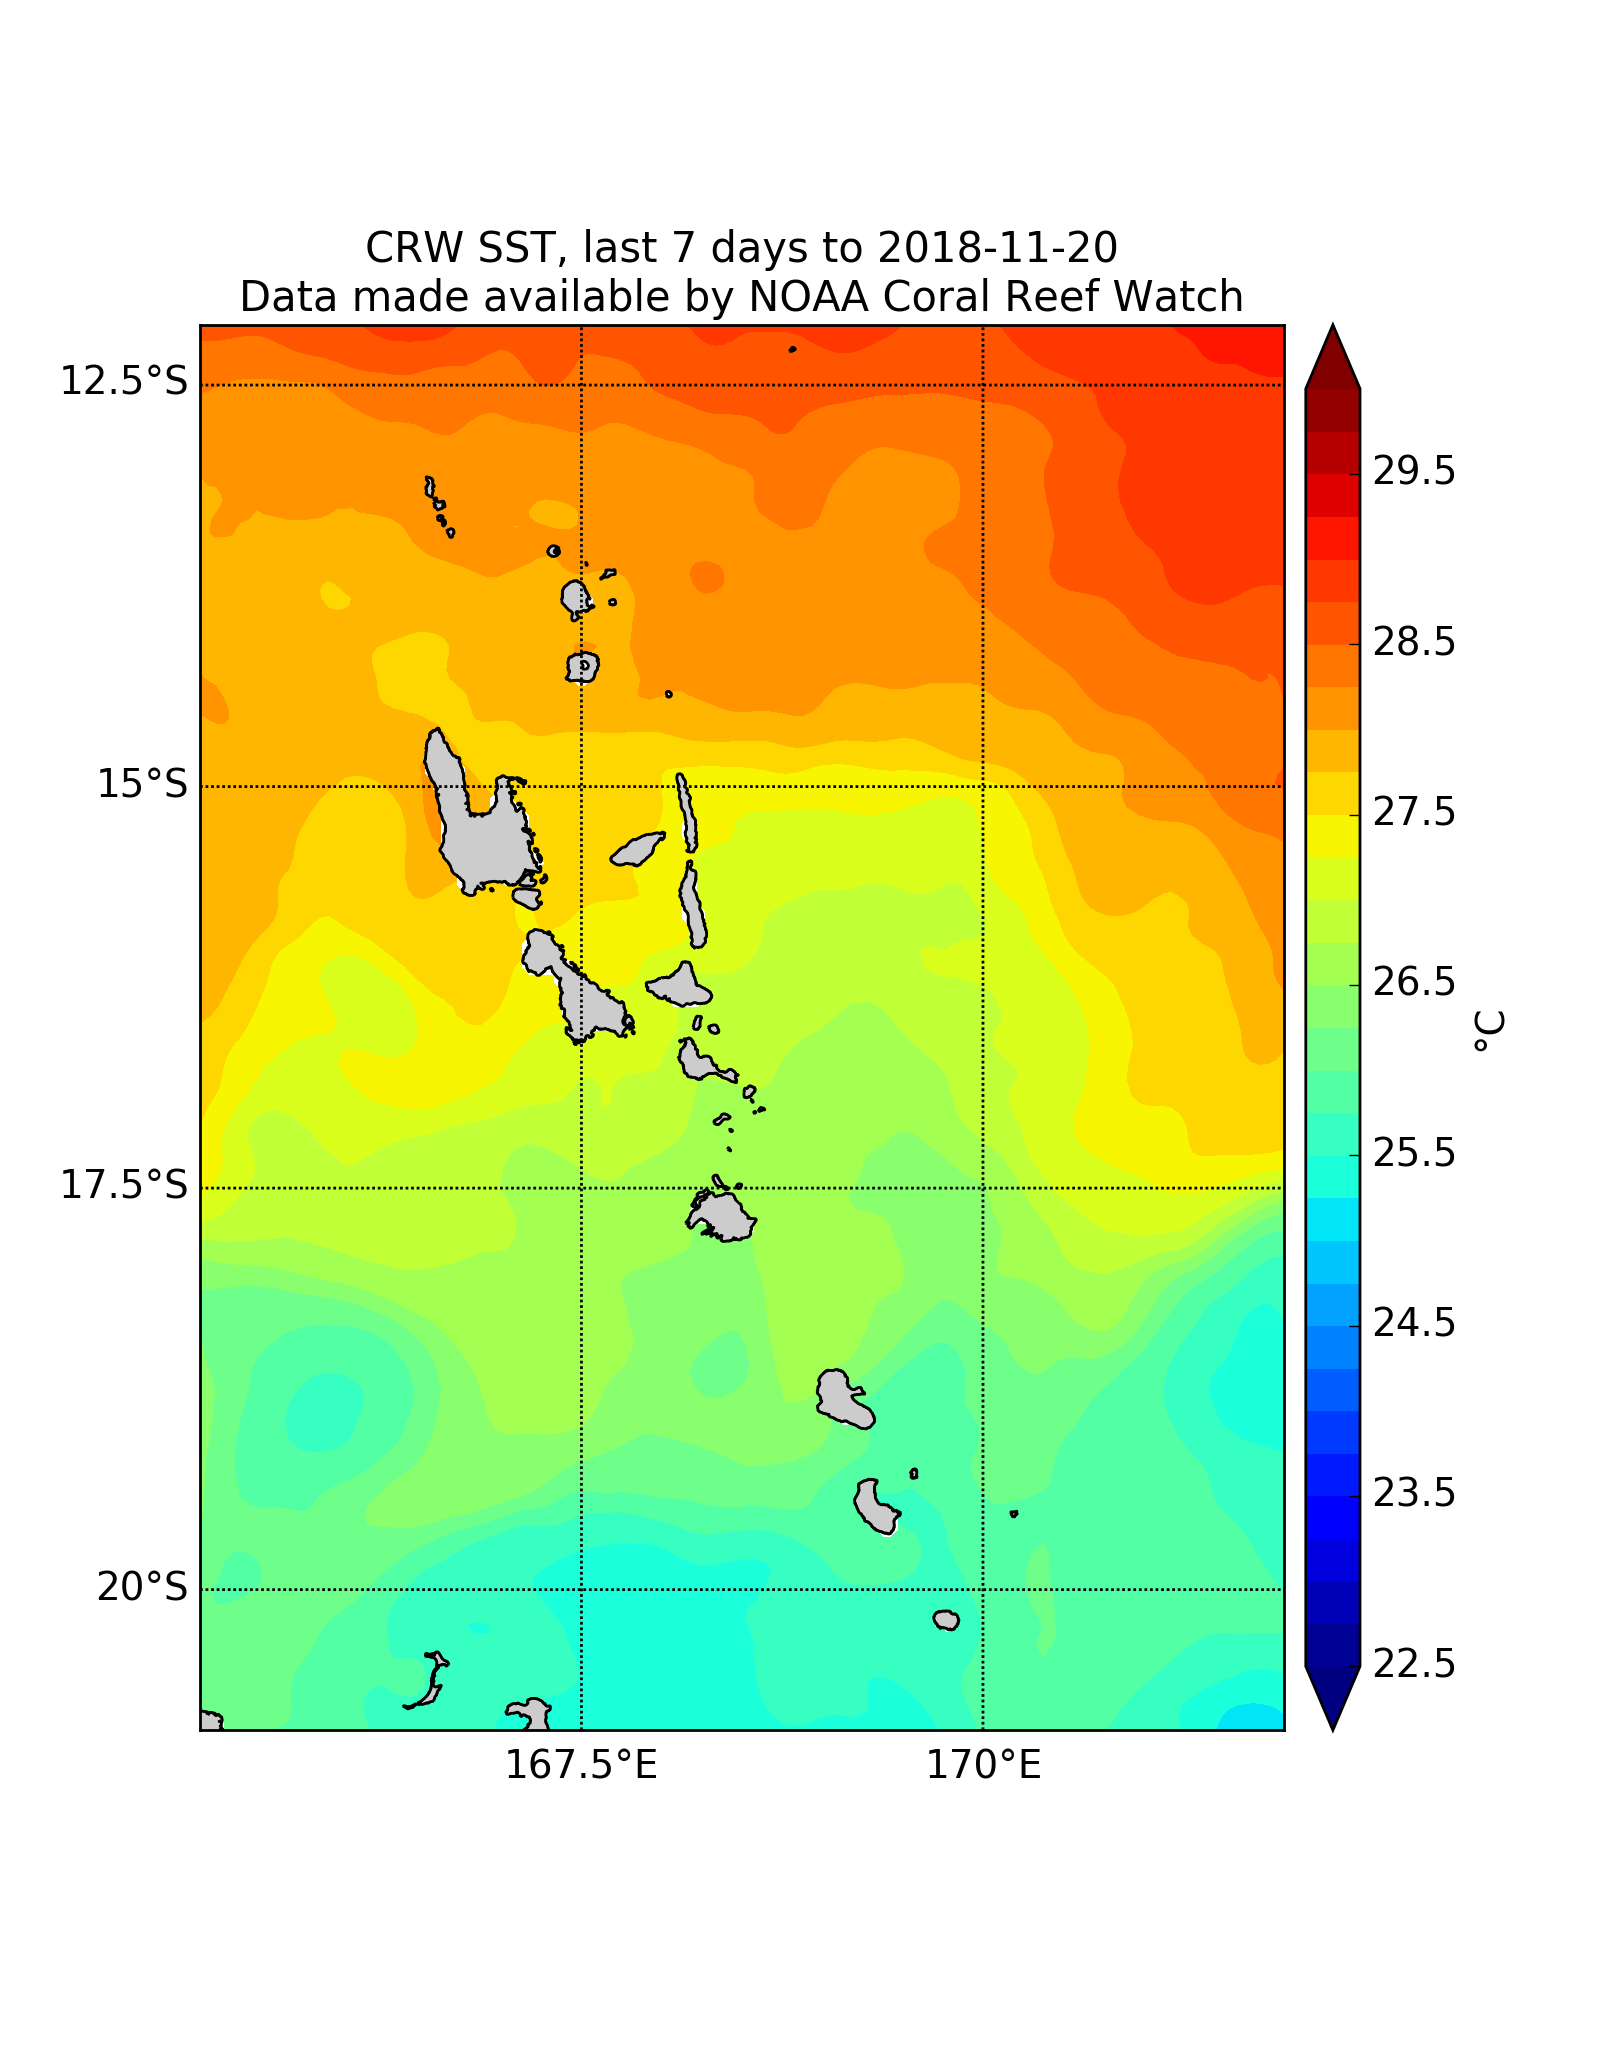 CRW SST, last 7 days to 2018-11-20
Data made available by NOAA Coral Reef Watch
12.5°S
15°S
17.5°S
20°S
167.5°E
170°E
29.5
28.5
27.5
26.5
25.5
24.5
23.5
22.5
°C